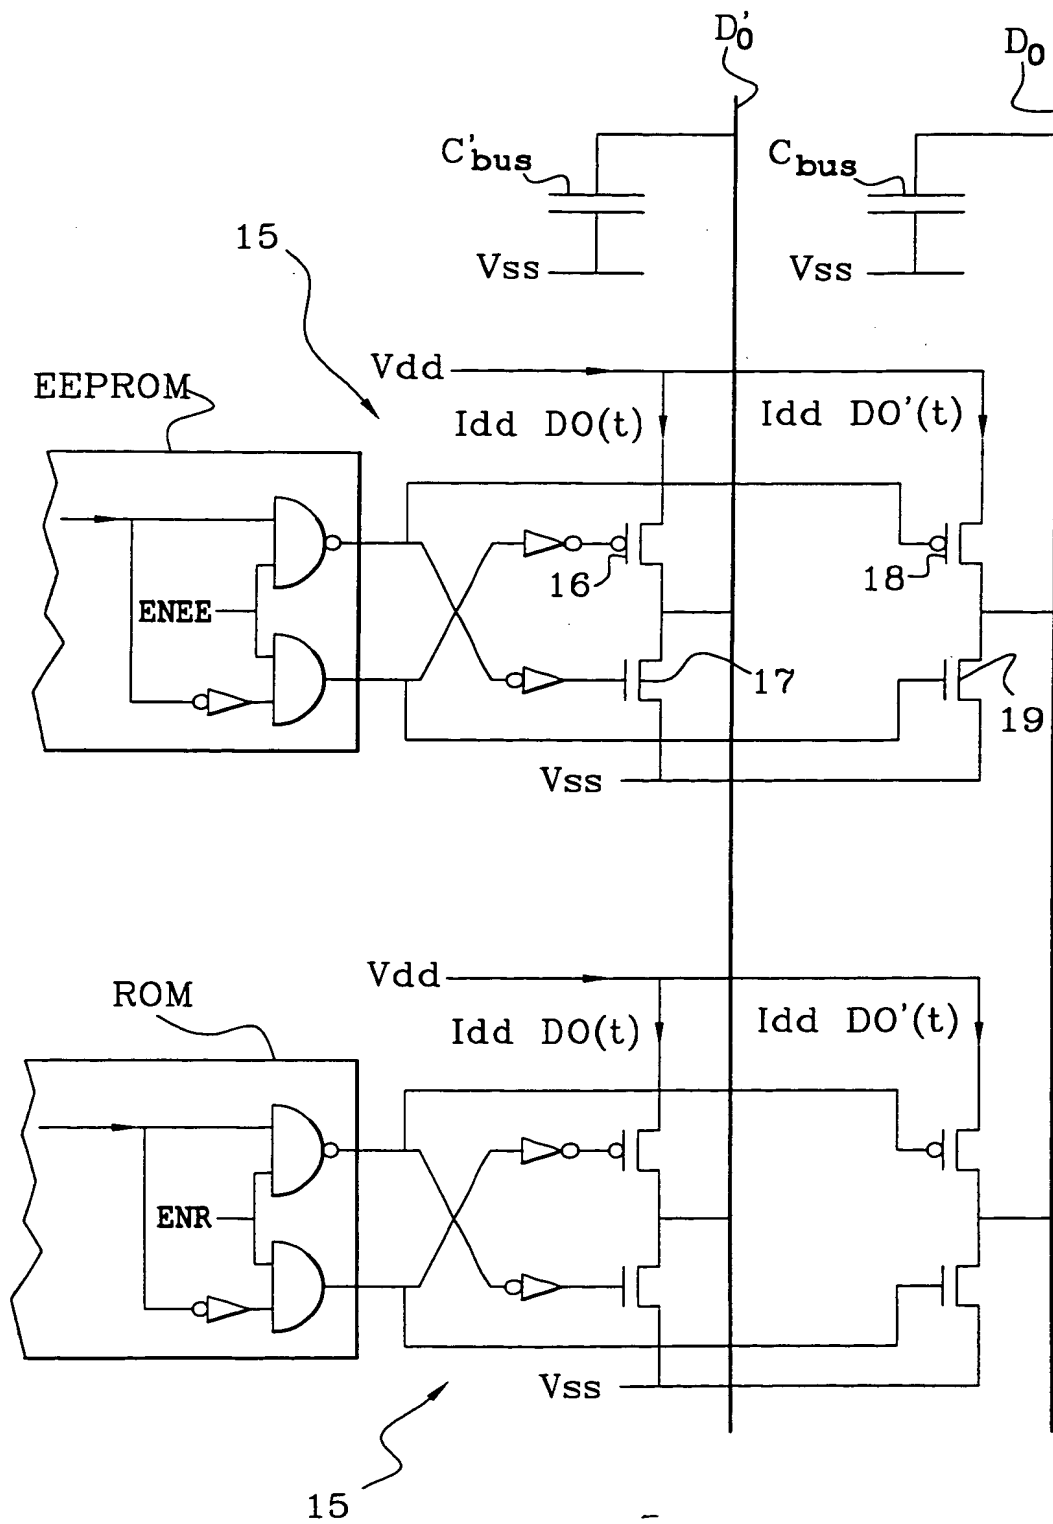 D₀'
D₀
C'bus
Cbus
15
Vss
Vss
Vdd
EEPROM
Idd DO(t)
Idd DO'(t)
16
18
ENEE
17
19
Vss
Vdd
ROM
Idd DO(t)
Idd DO'(t)
ENR
Vss
15